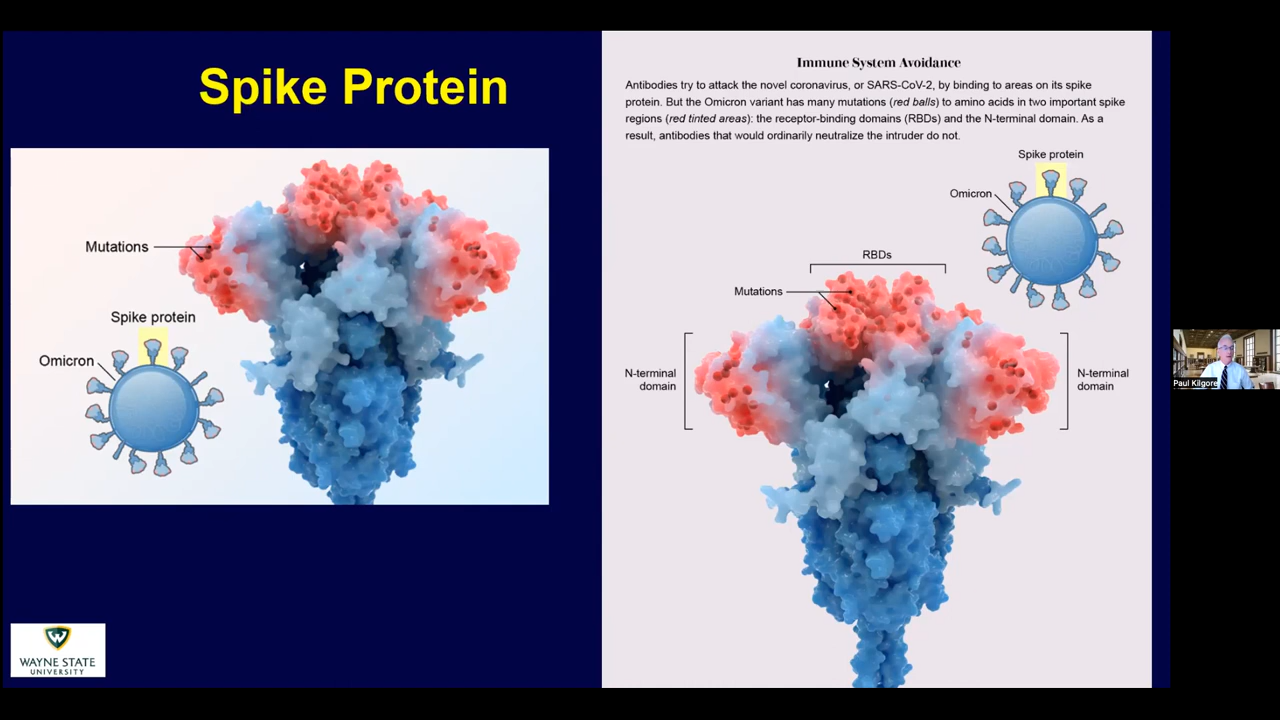 Spike Protein
Mutations
Spike protein
Omicron
WAYNE STATE
UNIVERSITY
Immune System Avoidance
Antibodies try to attack the novel coronavirus, or SARS-CoV-2, by binding to areas on its spike
protein. But the Omicron variant has many mutations (red balls) to amino acids in two important spike
regions (red tinted areas): the receptor-binding domains (RBDs) and the N-terminal domain. As a
result, antibodies that would ordinarily neutralize the intruder do not.
Spike protein
Omicron
RBDs
Mutations
N-terminal
domain
N-terminal
domain
Paul Kilgore